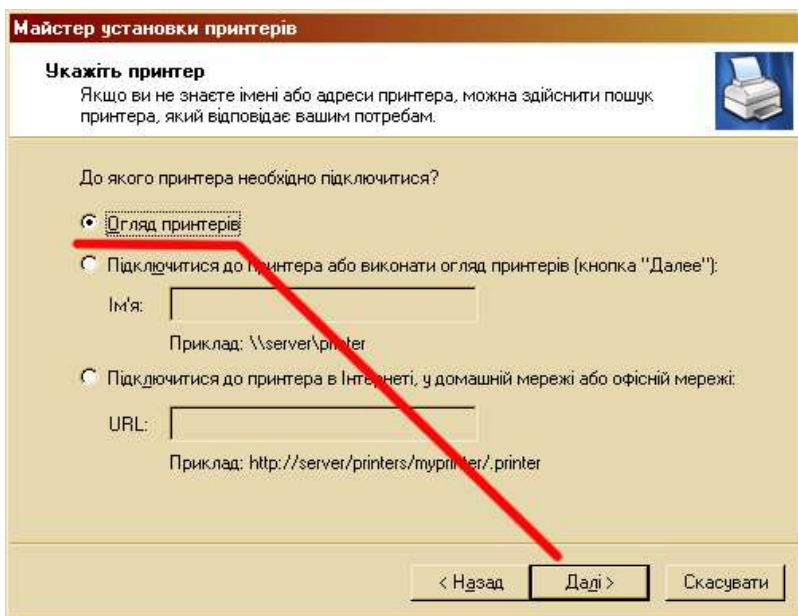 Майстер установки принтерів
Укажіть принтер
Якщо ви не знаєте імені або адреси принтера, можна здійснити пошук
принтера, який відповідає вашим потребам.
До якого принтера необхідно підключитися?
Огляд принтерів
Підключитися до принтера або виконати огляд принтерів (кнопка "Далее"):
Ім'я:
Приклад: \\server\printer
Підключитися до принтера в Інтернеті, у домашній мережі або офісній мережі:
URL:
Приклад: http://server/printers/myprinter/.printer
< Назад Далі > Скасувати